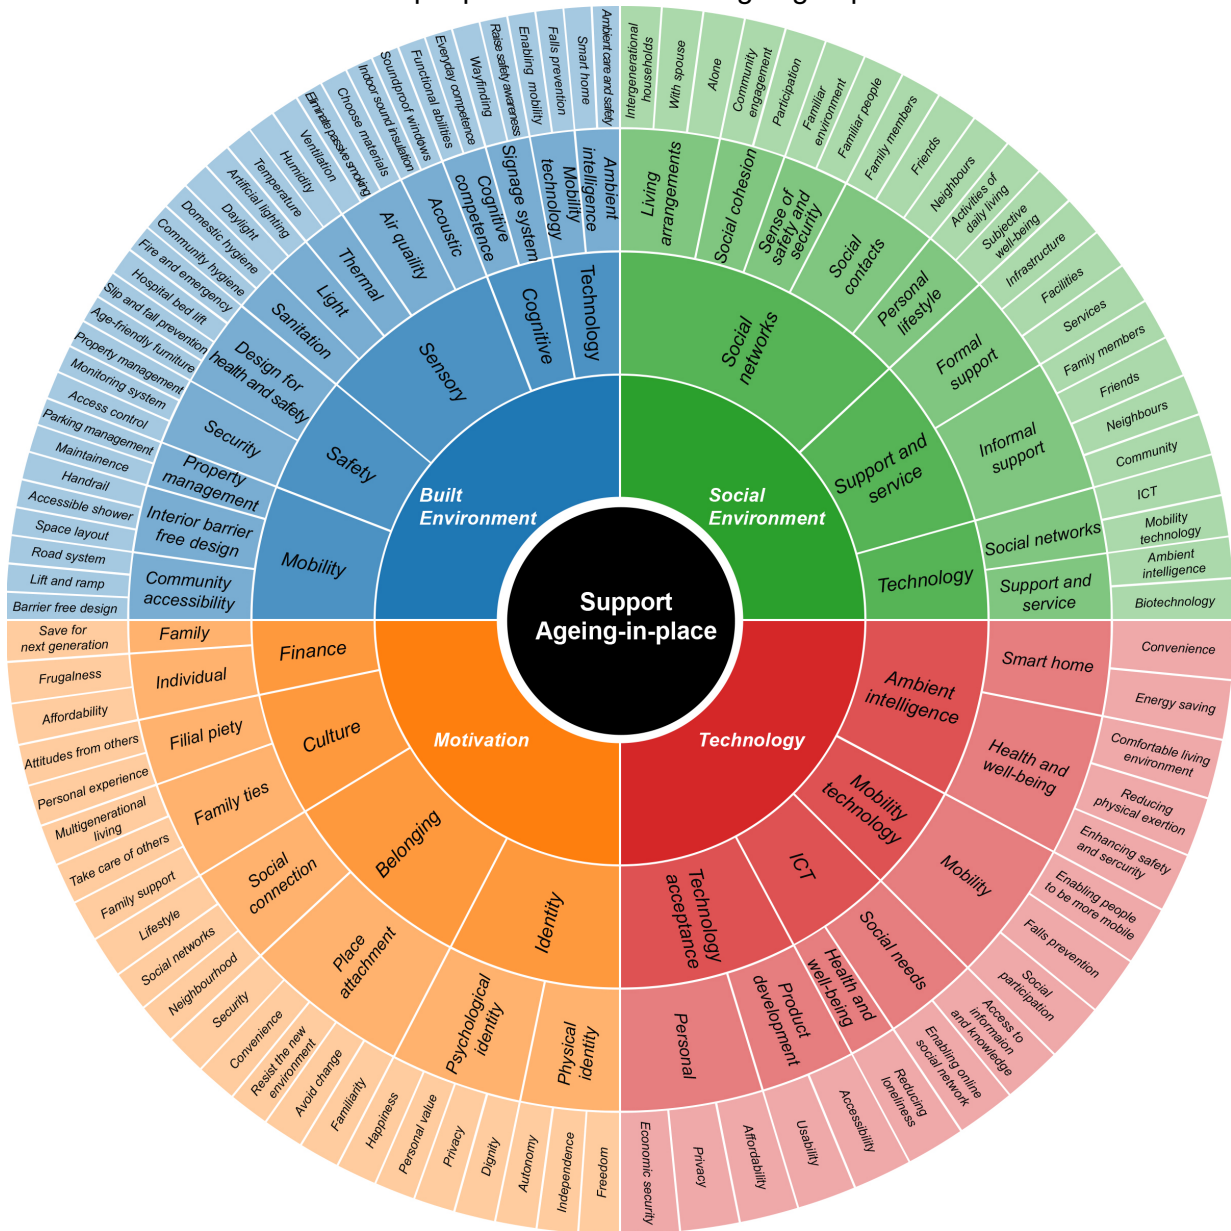 Support
Ageing-in-place
Built
Environment
Technology
Cognitive
Sensory
Safety
Mobility
Ambient
intelligence
Mobility
technology
Signage system
Cognitive
competence
Acoustic
Air quality
Thermal
Light
Sanitation
Design for
health and safety
Security
Property
management
Interior barrier
free design
Community
accessibility
Ambient care and safety
Smart home
Falls prevention
Enabling mobility
Raise safety awareness
Wayfinding
Everyday competence
Functional abilities
Soundproof windows
Indoor sound insulation
Choose materials
Eliminate passive smoking
Ventilation
Humidity
Temperature
Artificial lighting
Daylight
Domestic hygiene
Community hygiene
Fire and emergency
Hospital bed lift
Slip and fall prevention
Age-friendly furniture
Property management
Monitoring system
Access control
Parking management
Maintainence
Handrail
Accessible shower
Space layout
Road system
Lift and ramp
Barrier free design
Social
Environment
Social
networks
Support and
service
Technology
Living
arrangements
Social cohesion
Sense of
safety and
security
Social
contacts
Personal
lifestyle
Formal
support
Informal
support
Social networks
Support and
service
Intergenerational
households
With spouse
Alone
Community
engagement
Participation
Familiar
environment
Familiar people
Family members
Friends
Neighbours
Activities of
daily living
Subjective
well-being
Infrastructure
Facilities
Services
Famiy members
Friends
Neighbours
Community
ICT
Mobility
technology
Ambient
intelligence
Biotechnology
Technology
Ambient
intelligence
Mobility
technology
ICT
Technology
acceptance
Smart home
Health and
well-being
Mobility
Social needs
Health and
well-being
Product
development
Personal
Convenience
Energy saving
Comfortable living
environment
Reducing
physical exertion
Enhancing safety
and sercurity
Enabling people
to be more mobile
Falls prevention
Social
participation
Access to
informaion
and knowledge
Enabling online
social network
Reducing
loneliness
Accessibility
Usability
Affordability
Privacy
Economic security
Motivation
Finance
Culture
Belonging
Identity
Family
Individual
Filial piety
Family ties
Social
connection
Place
attachment
Psychological
identity
Physical
identity
Save for
next generation
Frugalness
Affordability
Attitudes from others
Personal experience
Multigenerational
living
Take care of others
Family support
Lifestyle
Social networks
Neighbourhood
Security
Convenience
Resist the new
environment
Avoid change
Familiarity
Happiness
Personal value
Privacy
Dignity
Autonomy
Independence
Freedom